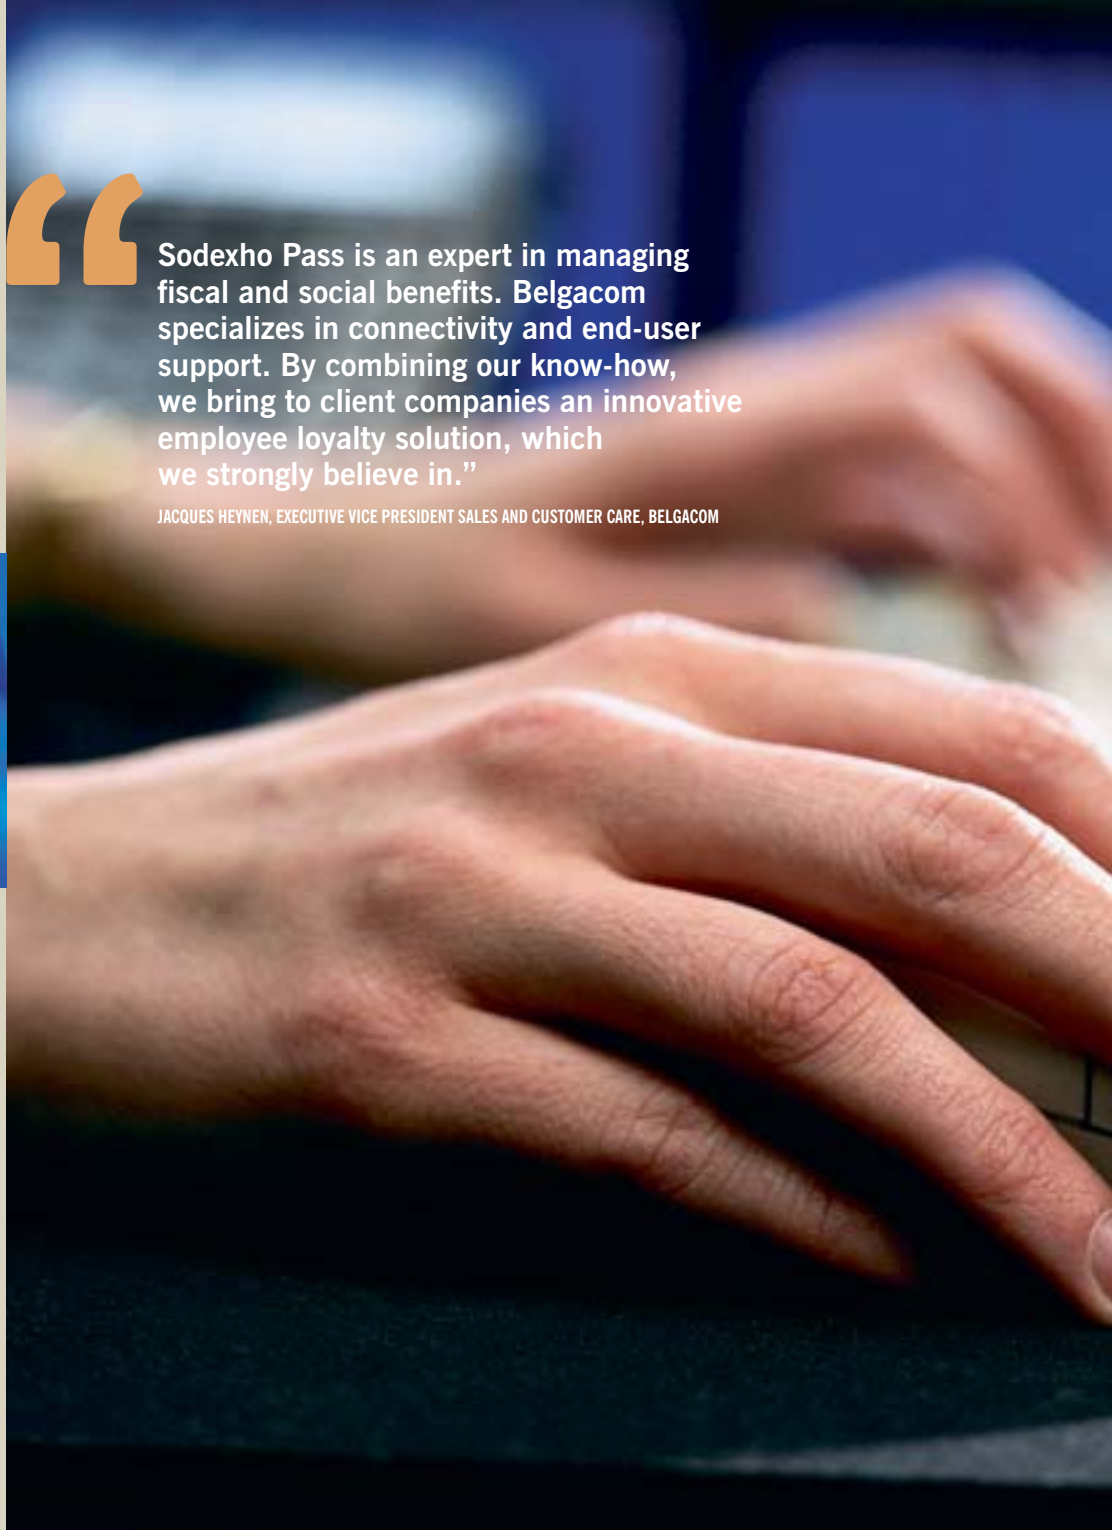 “
Sodexho Pass is an expert in managing
fiscal and social benefits. Belgacom
specializes in connectivity and end-user
support. By combining our know-how,
we bring to client companies an innovative
employee loyalty solution, which
we strongly believe in.”
JACQUES HEYNEN, EXECUTIVE VICE PRESIDENT SALES AND CUSTOMER CARE, BELGACOM